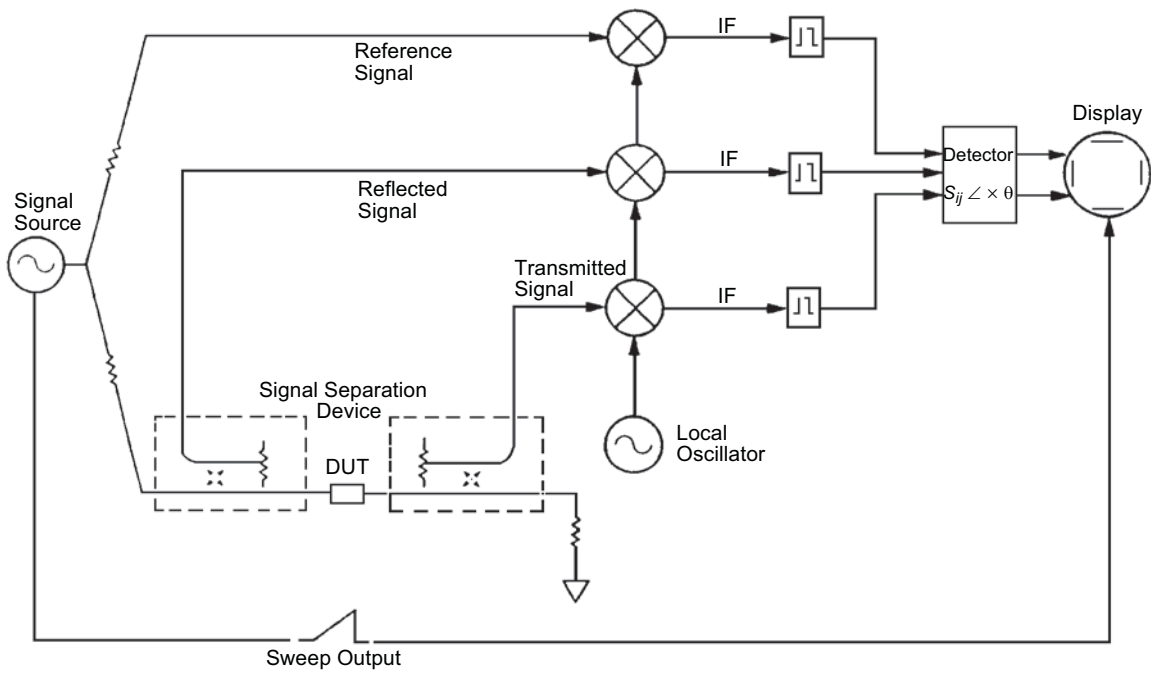 Reference
Signal
IF
Display
Reflected
Signal
IF
Detector
Sij ∠ × θ
Signal
Source
Transmitted
Signal
IF
Signal Separation
Device
Local
Oscillator
DUT
Sweep Output